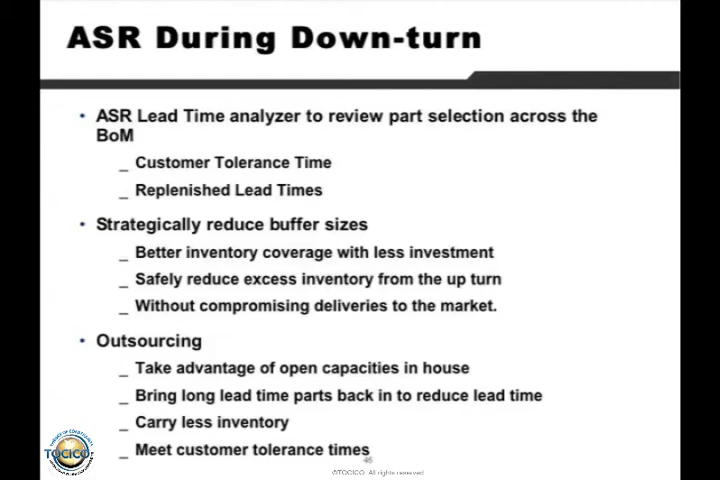 ASR During Down-turn
• ASR Lead Time analyzer to review part selection across the
BoM
_ Customer Tolerance Time
_ Replenished Lead Times
• Strategically reduce buffer sizes
_ Better inventory coverage with less investment
_ Safely reduce excess inventory from the up turn
_ Without compromising deliveries to the market.
• Outsourcing
_ Take advantage of open capacities in house
_ Bring long lead time parts back in to reduce lead time
_ Carry less inventory
_ Meet customer tolerance times
46
TOCICO
©TOCICO. All rights reserved